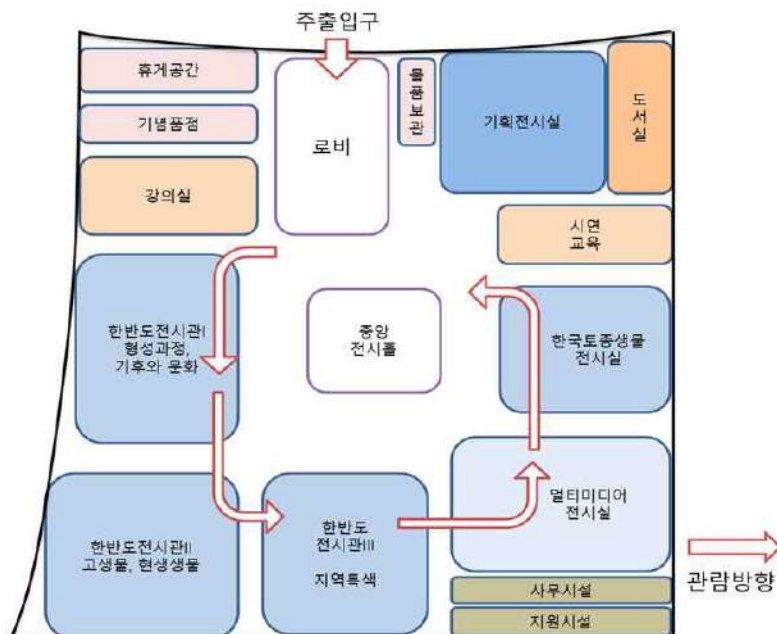 주출입구
휴게공간
기념품점
강의실
로비
물
품
보
관
기획전시실
도
서
실
시연
교육
한반도전시관I
형성과정,
기후와 문화
중앙
전시홀
한국토종생물
전시실
한반도전시관II
고생물, 현생생물
한반도
전시관III
지역특색
멀티미디어
전시실
사무시설
지원시설
관람방향